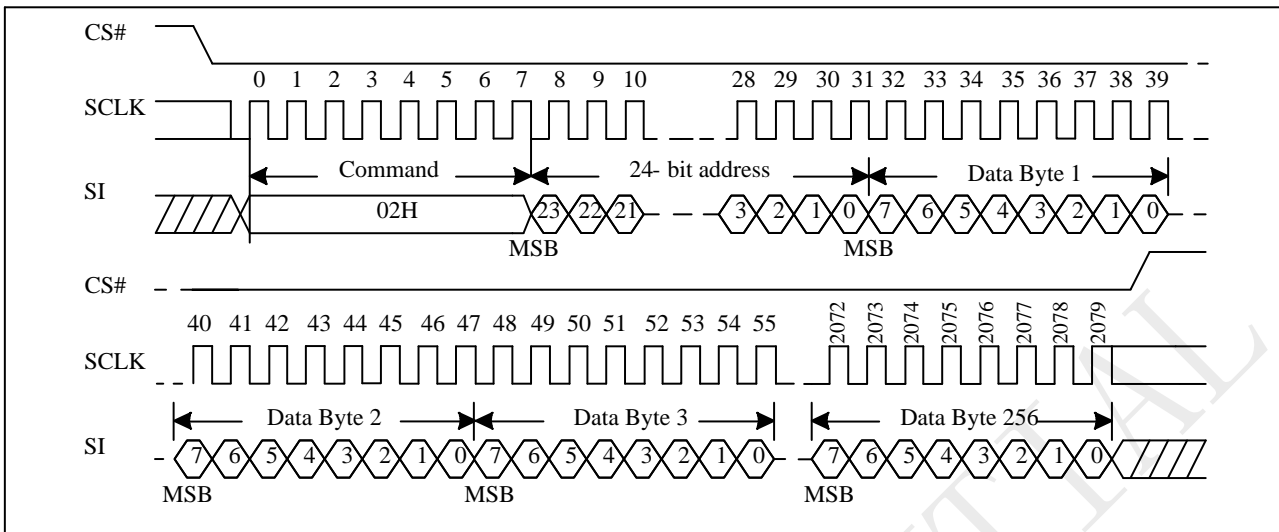 CS#
0 1 2 3 4 5 6 7 8 9 10 28 29 30 31 32 33 34 35 36 37 38 39
SCLK
Command 24- bit address Data Byte 1
SI
02H 23 22 21 3 2 1 0 7 6 5 4 3 2 1 0
MSB MSB
CS#
40 41 42 43 44 45 46 47 48 49 50 51 52 53 54 55 2072 2073 2074 2075 2076 2077 2078 2079
SCLK
Data Byte 2 Data Byte 3 Data Byte 256
SI
7 6 5 4 3 2 1 0 7 6 5 4 3 2 1 0 7 6 5 4 3 2 1 0
MSB MSB MSB